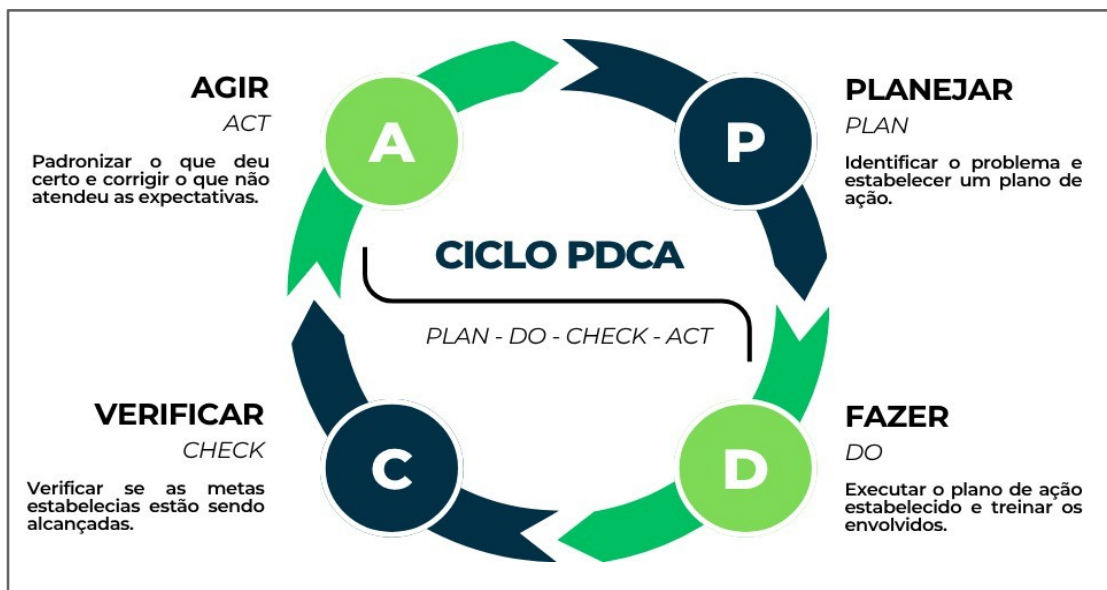 AGIR
ACT
Padronizar o que deu
certo e corrigir o que não
atendeu as expectativas.
A
P
PLANEJAR
PLAN
Identificar o problema e
estabelecer um plano de
ação.
CICLO PDCA
PLAN - DO - CHECK - ACT
VERIFICAR
CHECK
Verificar se as metas
estabelecias estão sendo
alcançadas.
C
D
FAZER
DO
Executar o plano de ação
estabelecido e treinar os
envolvidos.